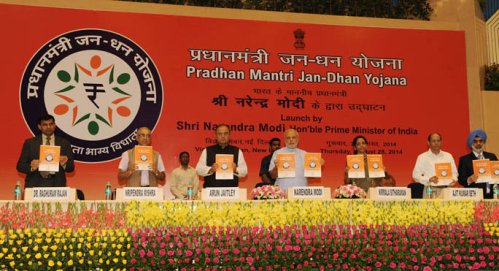 प्रधानमंत्री जन-धन योजना
मेरा खाता भाग्य विधाता
प्रधानमंत्री जन-धन योजना
Pradhan Mantri Jan-Dhan Yojana
भारत के माननीय प्रधानमंत्री
श्री नरेन्द्र मोदी के द्वारा उद्घाटन
Launch by
Shri Narendra Modi Hon'ble Prime Minister of India
August 28, 2014
DR. RAGHURAM RAJAN
NRIPENDRA MISHRA
ARUN JAITLEY
NARENDRA MODI
NIRMALA SITHARAMAN
AJIT KUMAR SETH